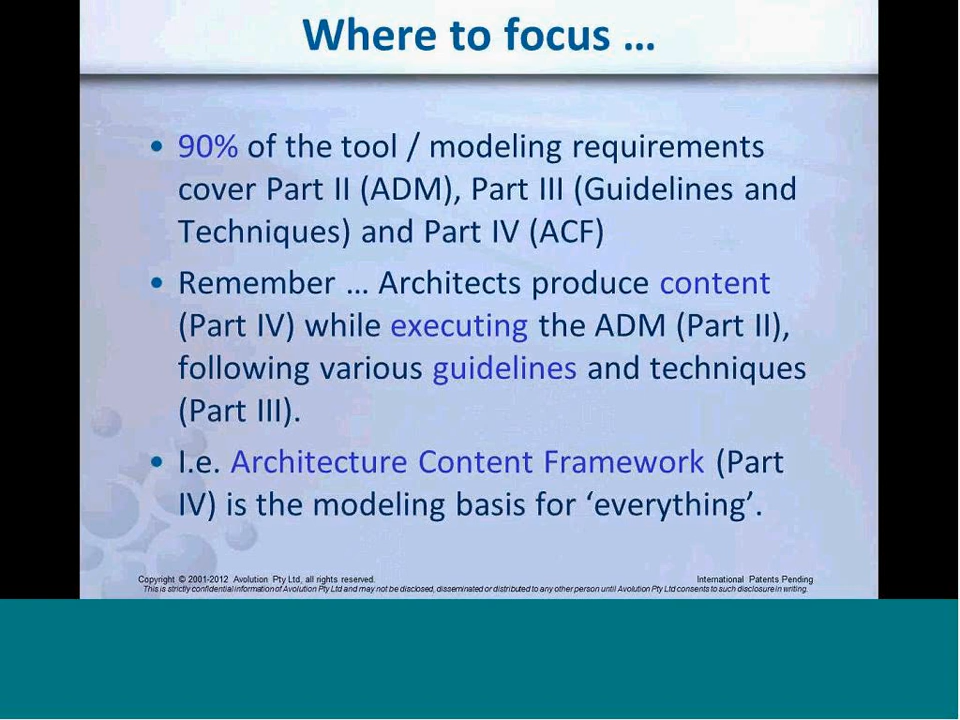 Where to focus …
• 90% of the tool / modeling requirements
cover Part II (ADM), Part III (Guidelines and
Techniques) and Part IV (ACF)
• Remember … Architects produce content
(Part IV) while executing the ADM (Part II),
following various guidelines and techniques
(Part III).
• I.e. Architecture Content Framework (Part
IV) is the modeling basis for ‘everything’.
Copyright © 2001-2012 Avolution Pty Ltd, all rights reserved. International Patents Pending
This is strictly confidential information of Avolution Pty Ltd and may not be disclosed, disseminated or distributed to any other person until Avolution Pty Ltd consents to such disclosure in writing.